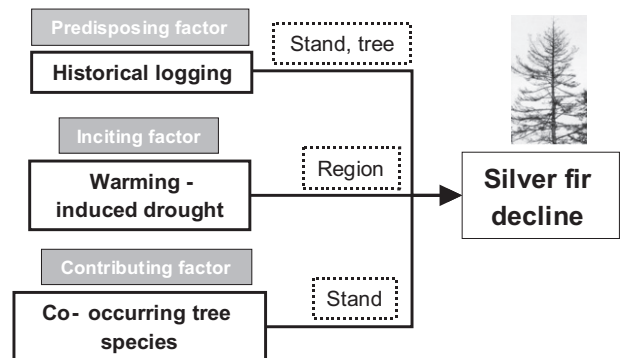 Predisposing factor
Stand, tree
Historical logging
Inciting factor
Region
Warming -
induced drought
Silver fir
decline
Contributing factor
Stand
Co- occurring tree
species